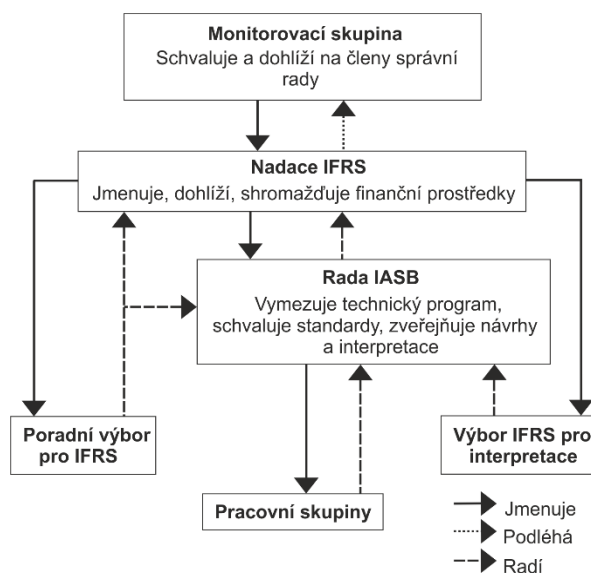 Monitorovací skupina
Schvaluje a dohlíží na členy správní
rady
Nadace IFRS
Jmenuje, dohlíží, shromažďuje finanční prostředky
Rada IASB
Vymezuje technický program,
schvaluje standardy, zveřejňuje návrhy
a interpretace
Poradní výbor
pro IFRS
Výbor IFRS pro
interpretace
Pracovní skupiny
Jmenuje
Podléhá
Radí